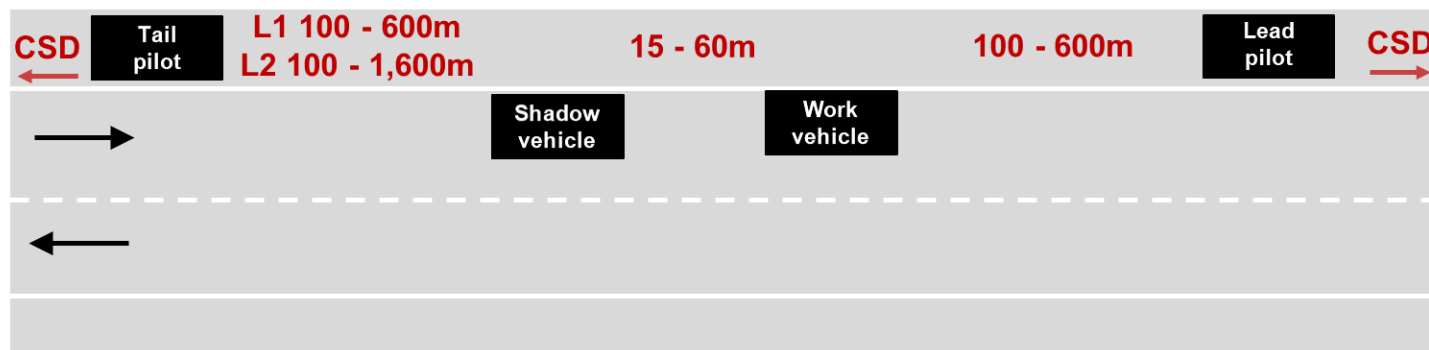 CSD
Tail
pilot
L1 100 - 600m
L2 100 - 1,600m
15 - 60m
100 - 600m
Lead
pilot
CSD
Shadow
vehicle
Work
vehicle